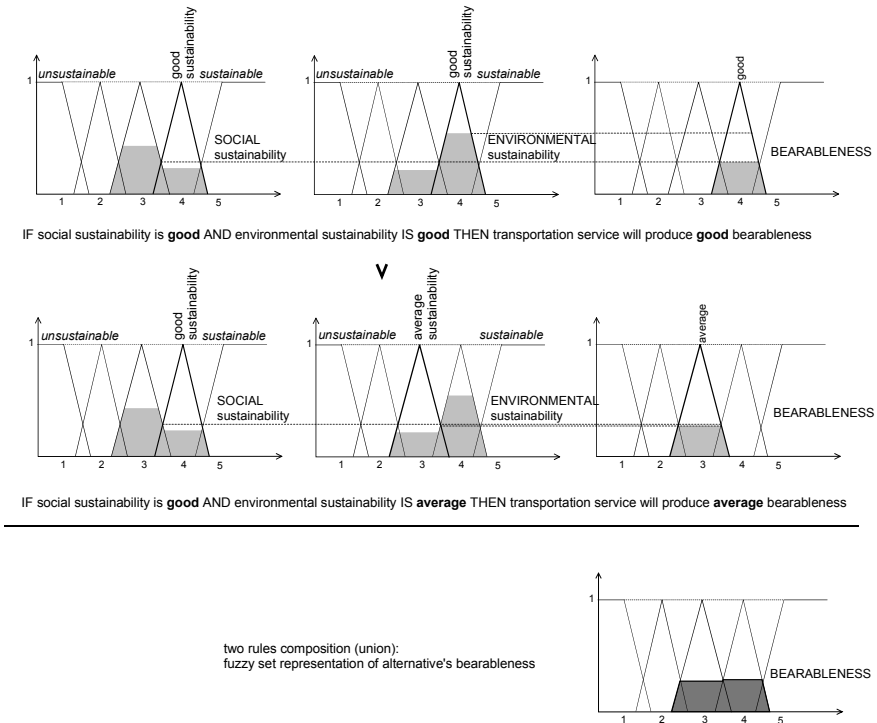 good
sustainability
good
sustainability
good
1
unsustainable
sustainable
1
unsustainable
sustainable
1
SOCIAL
sustainability
ENVIRONMENTAL
sustainability
BEARABLENESS
1 2 3 4 5
1 2 3 4 5
1 2 3 4 5
IF social sustainability is good AND environmental sustainability IS good THEN transportation service will produce good bearableness
good
sustainability
average
sustainability
average
1
unsustainable
sustainable
1
unsustainable
sustainable
1
SOCIAL
sustainability
ENVIRONMENTAL
sustainability
BEARABLENESS
1 2 3 4 5
1 2 3 4 5
1 2 3 4 5
IF social sustainability is good AND environmental sustainability IS average THEN transportation service will produce average bearableness
1
two rules composition (union):
fuzzy set representation of alternative's bearableness
BEARABLENESS
1 2 3 4 5